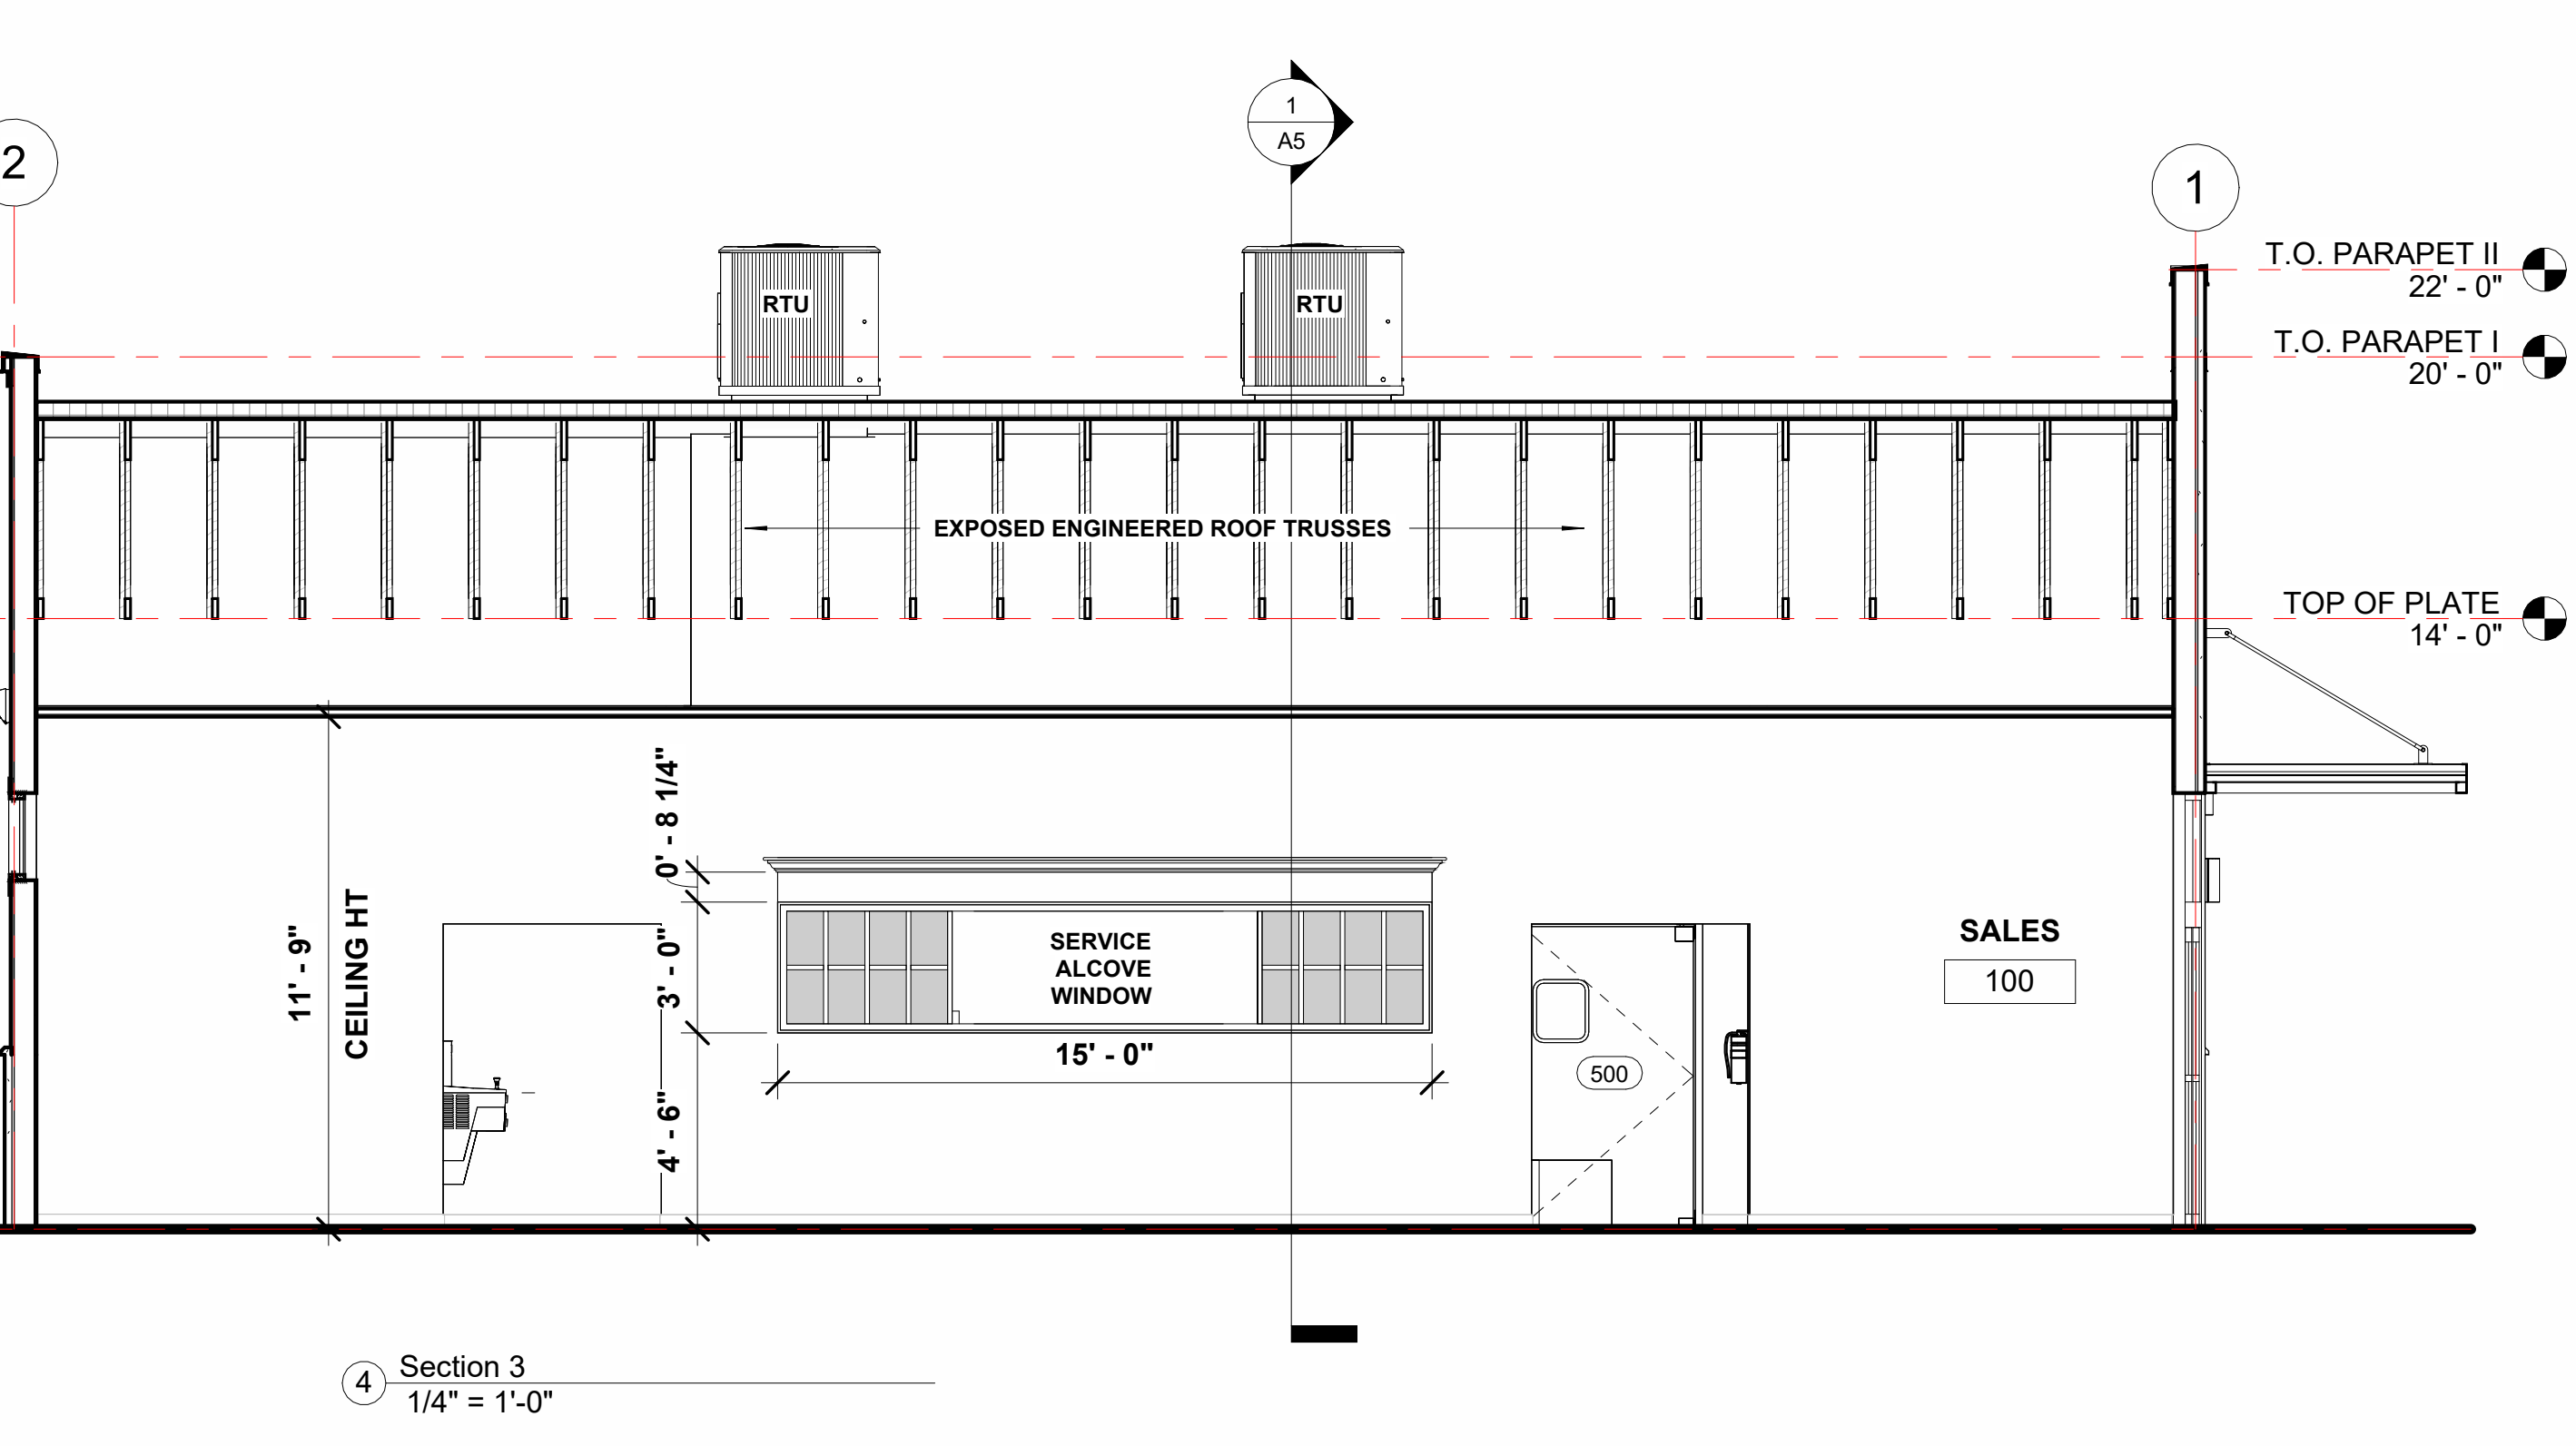 1
A5
2
1
T.O. PARAPET II
22' - 0"
RTU
RTU
T.O. PARAPET I
20' - 0"
EXPOSED ENGINEERED ROOF TRUSSES
TOP OF PLATE
14' - 0"
0' - 8 1/4"
11' - 9"
CEILING HT
3' - 0"
SERVICE
ALCOVE
WINDOW
SALES
100
15' - 0"
4' - 6"
500
4
Section 3
1/4" = 1'-0"